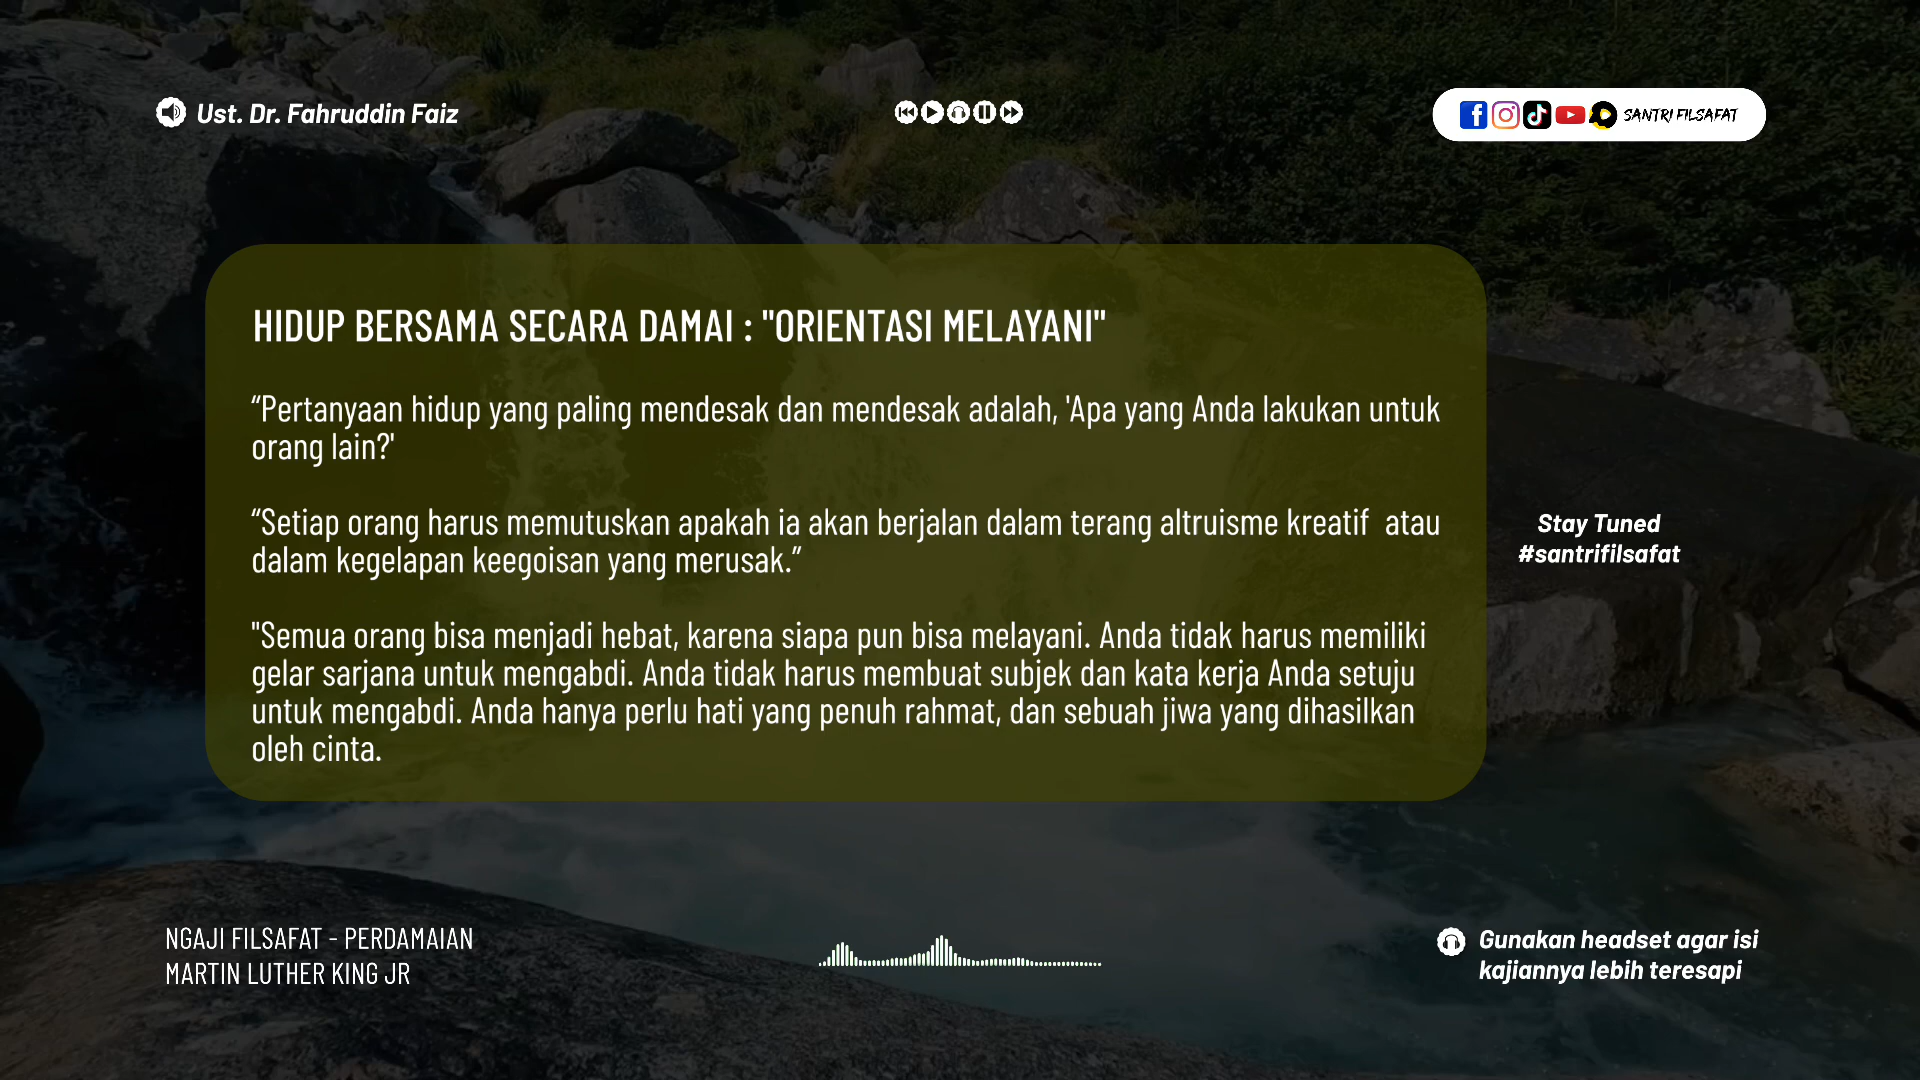 Ust. Dr. Fahruddin Faiz
SANTRI FILSAFAT
HIDUP BERSAMA SECARA DAMAI : "ORIENTASI MELAYANI"
“Pertanyaan hidup yang paling mendesak dan mendesak adalah, 'Apa yang Anda lakukan untuk
orang lain?'
“Setiap orang harus memutuskan apakah ia akan berjalan dalam terang altruisme kreatif  atau
dalam kegelapan keegoisan yang merusak.”
"Semua orang bisa menjadi hebat, karena siapa pun bisa melayani. Anda tidak harus memiliki
gelar sarjana untuk mengabdi. Anda tidak harus membuat subjek dan kata kerja Anda setuju
untuk mengabdi. Anda hanya perlu hati yang penuh rahmat, dan sebuah jiwa yang dihasilkan
oleh cinta.
Stay Tuned
#santrifilsafat
NGAJI FILSAFAT - PERDAMAIAN
MARTIN LUTHER KING JR
Gunakan headset agar isi
kajiannya lebih teresapi